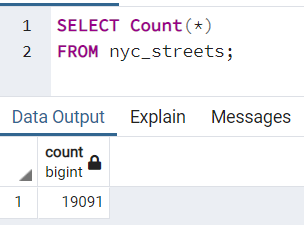 1 SELECT Count(*)
2 FROM nyc_streets;
Data Output Explain Messages
count
bigint
1 19091